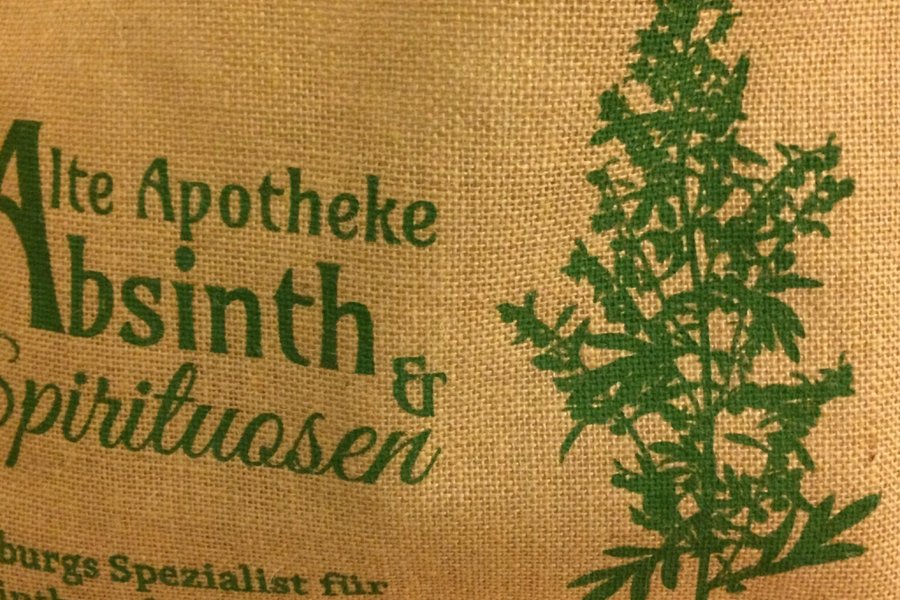 Alte Apotheke
Absinth &
Spirituosen
burgs Spezialist für